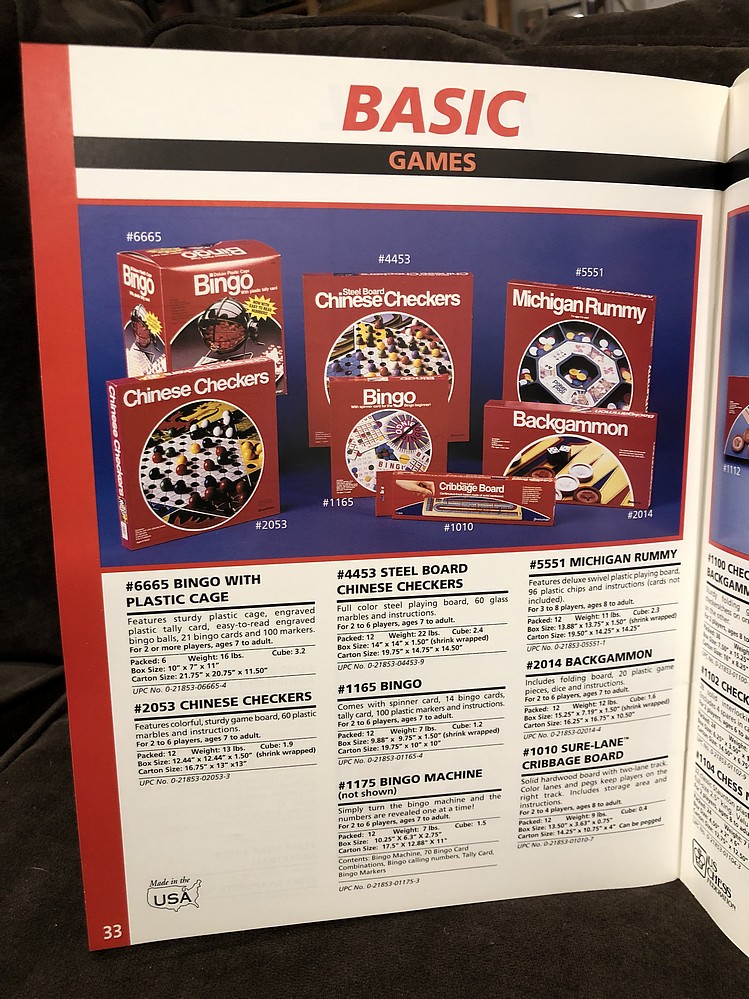 BASIC
GAMES
#6665
#4453
#5551
Bingo
Deluxe Plastic Cage
Bingo
With plastic tally card
Steel Board
Chinese Checkers
Michigan Rummy
Chinese Checkers
Chinese Checkers
Bingo
BINGO
Backgammon
Cribbage Board
#2053
#1165
#1010
#2014
#1112
#6665 BINGO WITH
PLASTIC CAGE
Features sturdy plastic cage, engraved
plastic tally card, easy-to-read engraved
bingo balls, 21 bingo cards and 100 markers.
For 2 or more players, ages 7 to adult.
Packed: 6 Weight: 16 lbs. Cube: 3.2
Box Size: 10" x 7" x 11"
Carton Size: 21.75" x 20.75" x 11.50"
UPC No. 0-21853-06665-4
#2053 CHINESE CHECKERS
Features colorful, sturdy game board, 60 plastic
marbles and instructions.
For 2 to 6 players, ages 7 to adult.
Packed: 12 Weight: 13 lbs. Cube: 1.9
Box Size: 12.44" x 12.44" x 1.50" (shrink wrapped)
Carton Size: 16.75" x 13" x13"
UPC No. 0-21853-02053-3
#4453 STEEL BOARD
CHINESE CHECKERS
Full color steel playing board, 60 glass
marbles and instructions.
For 2 to 6 players, ages 7 to adult.
Packed: 12 Weight: 22 lbs. Cube: 2.4
Box Size: 14" x 14" x 1.50" (shrink wrapped)
Carton Size: 19.75" x 14.75" x 14.50"
UPC No. 0-21853-04453-9
#1165 BINGO
Comes with spinner card, 14 bingo cards,
tally card, 100 plastic markers and instructions.
For 2 to 6 players, ages 7 to adult.
Packed: 12 Weight: 7 lbs. Cube: 1.2
Box Size: 9.88" x 9.75" x 1.50" (shrink wrapped)
Carton Size: 19.75" x 10" x 10"
UPC No. 0-21853-01165-4
#1175 BINGO MACHINE
(not shown)
Simply turn the bingo machine and the
numbers are revealed one at a time!
For 2 to 6 players, ages 7 to adult.
Packed: 12 Weight: 7 lbs. Cube: 1.5
Box Size: 10.25" X 6.3" X 2.75"
Carton Size: 17.5" X 12.88" X 11"
Contents: Bingo Machine, 70 Bingo Card
Combinations, Bingo calling numbers, Tally Card,
Bingo Markers
UPC No. 0-21853-01175-3
#5551 MICHIGAN RUMMY
Features deluxe swivel plastic playing board,
96 plastic chips and instructions (cards not
included).
For 3 to 8 players, ages 8 to adult.
Packed: 12 Weight: 11 lbs. Cube: 2.3
Box Size: 13.88" x 13.75" x 1.50" (shrink wrapped)
Carton Size: 19.50" x 14.25" x 14.25"
UPC No. 0-21853-05551-1
#2014 BACKGAMMON
Includes folding board, 20 plastic game
pieces, dice and instructions.
For 2 to 6 players, ages 7 to adult.
Packed: 12 Weight: 12 lbs. Cube: 1.6
Box Size: 15.25" x 7.19" x 1.50" (shrink wrapped)
Carton Size: 16.25" x 16.75" x 10.50"
UPC No. 0-21853-02014-4
#1010 SURE-LANE™
CRIBBAGE BOARD
Solid hardwood board with two-lane track.
Color lanes and pegs keep players on the
right track. Includes storage area and
instructions.
For 2 to 4 players, ages 8 to adult.
Packed: 12 Weight: 9 lbs. Cube: 0.4
Box Size: 13.50" x 3.63" x 0.75"
Carton Size: 14.25" x 10.75" x 4" Can be pegged
UPC No. 0-21853-01010-7
Made in the
USA
33
#1100 CHEC
BACKGAMM
#1102 CHECK
#1104 CHESS
US
CHESS
FEDERATION